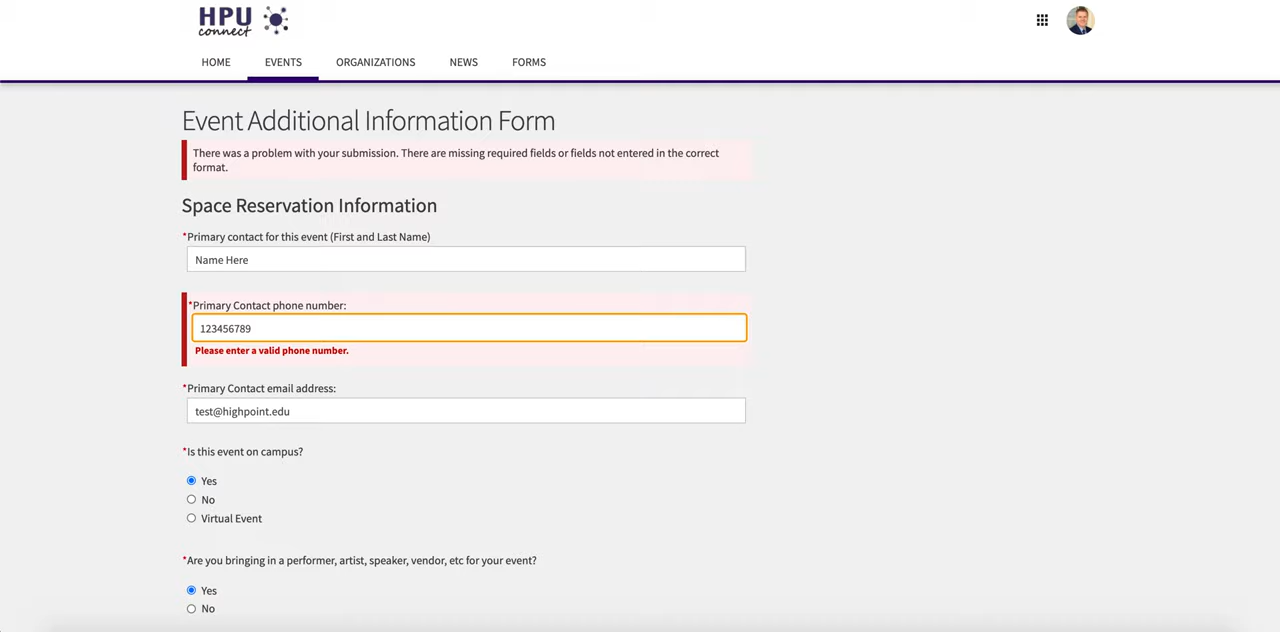 HPU
connect
HOME EVENTS ORGANIZATIONS NEWS FORMS
Event Additional Information Form
There was a problem with your submission. There are missing required fields or fields not entered in the correct
format.
Space Reservation Information
*Primary contact for this event (First and Last Name)
Name Here
*Primary Contact phone number:
123456789
Please enter a valid phone number.
*Primary Contact email address:
test@highpoint.edu
*Is this event on campus?
Yes
No
Virtual Event
*Are you bringing in a performer, artist, speaker, vendor, etc for your event?
Yes
No